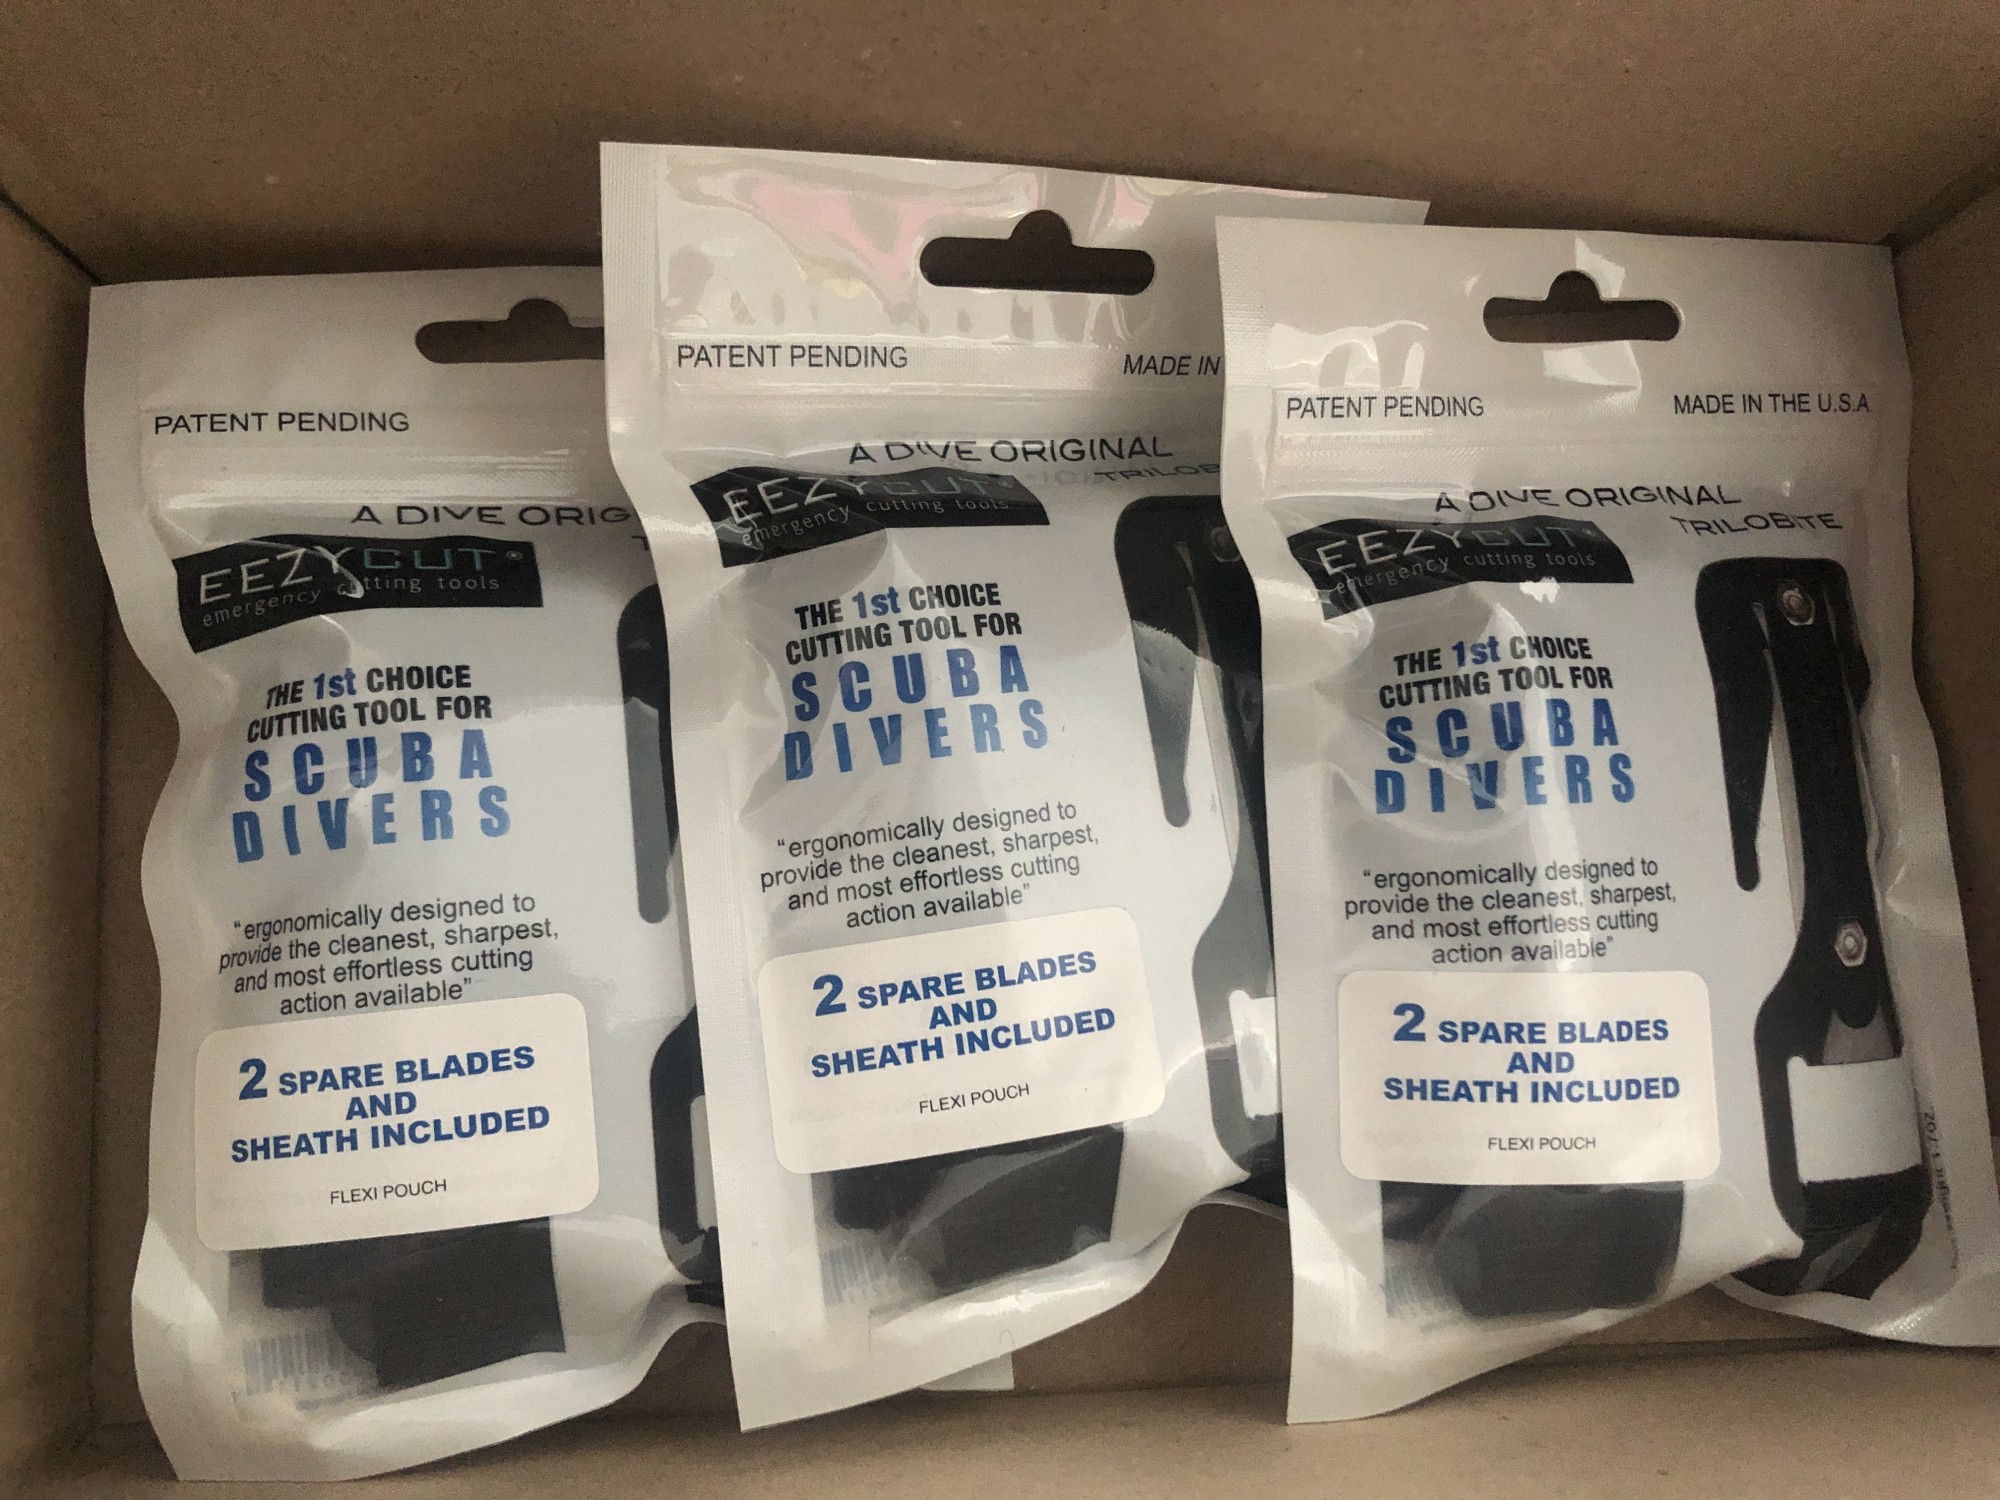 PATENT PENDING
A DIVE ORIG
EEZYCUT®
emergency cutting tools
THE 1st CHOICE
CUTTING TOOL FOR
SCUBA
DIVERS
“ergonomically designed to
provide the cleanest, sharpest,
and most effortless cutting
action available”
2 SPARE BLADES
AND
SHEATH INCLUDED
FLEXI POUCH
PATENT PENDING
MADE IN
A DIVE ORIGINAL
TRILOB
EEZYCUT
emergency cutting tools
THE 1st CHOICE
CUTTING TOOL FOR
SCUBA
DIVERS
“ergonomically designed to
provide the cleanest, sharpest,
and most effortless cutting
action available”
2 SPARE BLADES
AND
SHEATH INCLUDED
FLEXI POUCH
PATENT PENDING
MADE IN THE U.S.A
A DIVE ORIGINAL
TRILOBITE
EEZYCUT
emergency cutting tools
THE 1st CHOICE
CUTTING TOOL FOR
SCUBA
DIVERS
“ergonomically designed to
provide the cleanest, sharpest,
and most effortless cutting
action available”
2 SPARE BLADES
AND
SHEATH INCLUDED
FLEXI POUCH